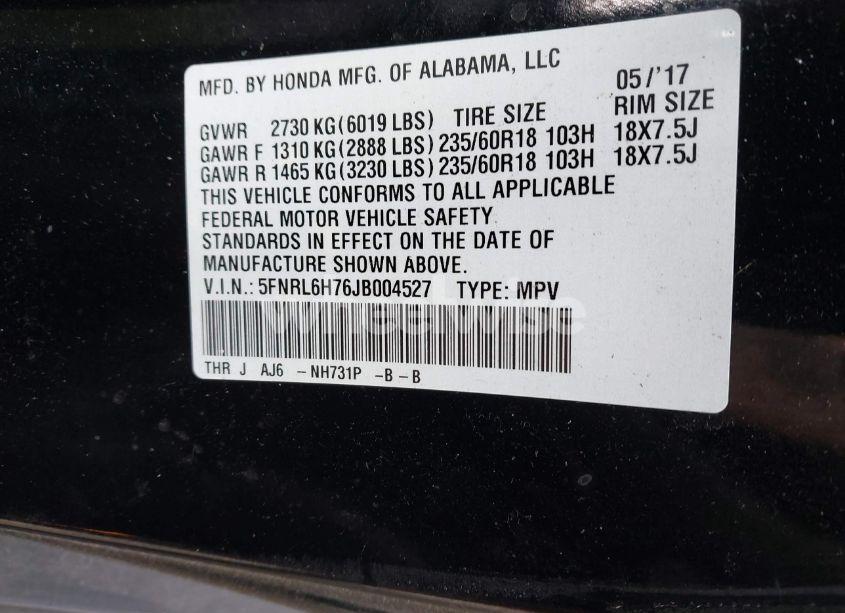 MFD. BY HONDA MFG. OF ALABAMA, LLC 05/'17
GVWR 2730 KG(6019 LBS) TIRE SIZE RIM SIZE
GAWR F 1310 KG(2888 LBS) 235/60R18 103H 18X7.5J
GAWR R 1465 KG(3230 LBS) 235/60R18 103H 18X7.5J
THIS VEHICLE CONFORMS TO ALL APPLICABLE
FEDERAL MOTOR VEHICLE SAFETY
STANDARDS IN EFFECT ON THE DATE OF
MANUFACTURE SHOWN ABOVE.
V.I.N.: 5FNRL6H76JB004527 TYPE: MPV
Wheelwise
THR J AJ6 -NH731P -B-B